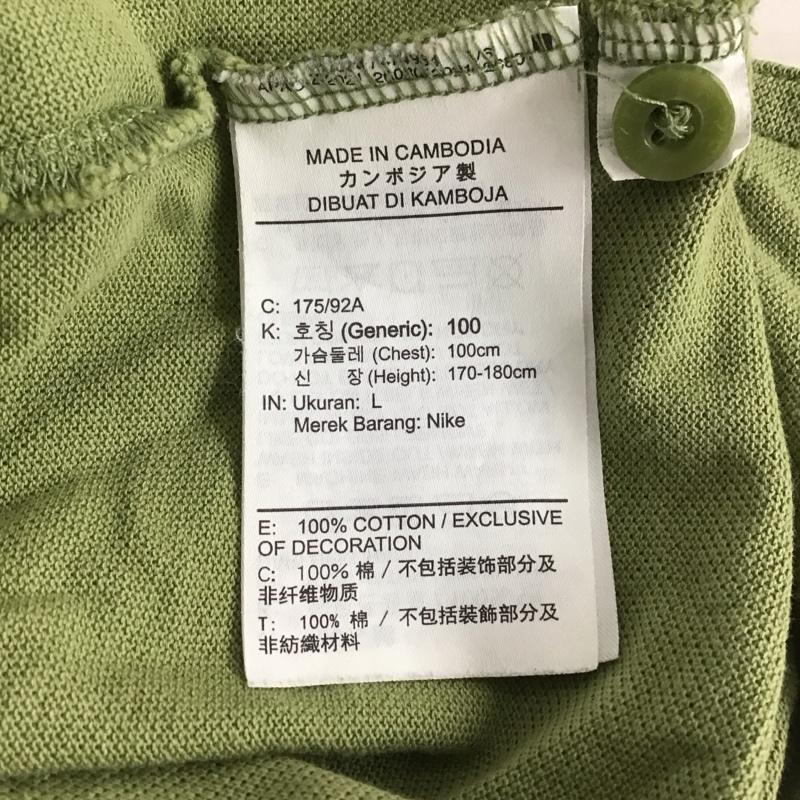 MADE IN CAMBODIA
カンボジア製
DIBUAT DI KAMBOJA
C: 175/92A
K: 호칭 (Generic): 100
가슴둘레 (Chest): 100cm
신 장 (Height): 170-180cm
IN: Ukuran: L
Merek Barang: Nike
E: 100% COTTON / EXCLUSIVE
OF DECORATION
C: 100% 棉 / 不包括装饰部分及
非纤维物质
T: 100% 棉 / 不包括裝飾部分及
非紡織材料